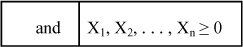 and X₁, X₂, . . . , Xₙ ≥ 0